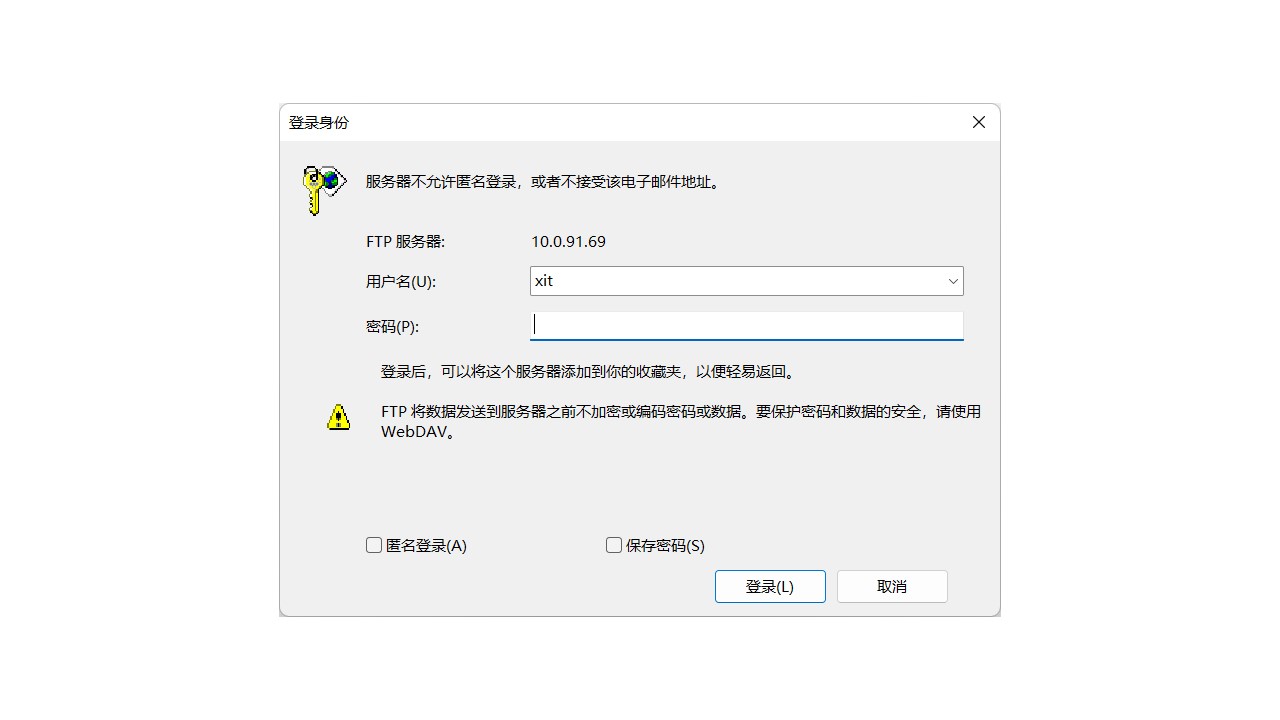 登录身份
服务器不允许匿名登录，或者不接受该电子邮件地址。
FTP 服务器: 10.0.91.69
用户名(U): xit
密码(P):
登录后，可以将这个服务器添加到你的收藏夹，以便轻易返回。
FTP 将数据发送到服务器之前不加密或编码密码或数据。要保护密码和数据的安全，请使用
WebDAV。
匿名登录(A) 保存密码(S)
登录(L) 取消